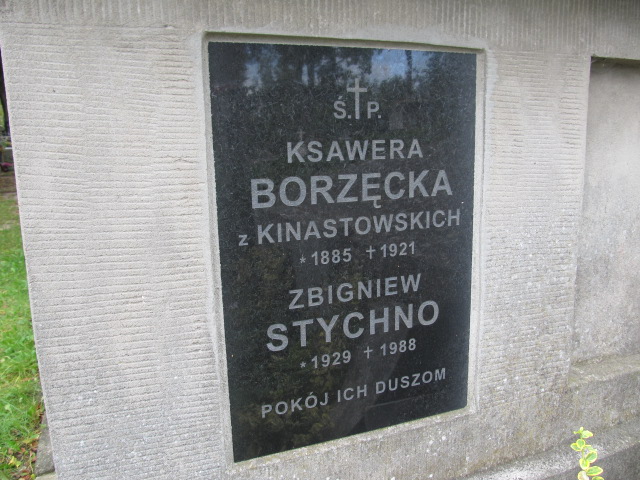 Ś.†P.
KSAWERA
BORZĘCKA
z KINASTOWSKICH
*1885 †1921
ZBIGNIEW
STYCHNO
*1929 †1988
POKÓJ ICH DUSZOM